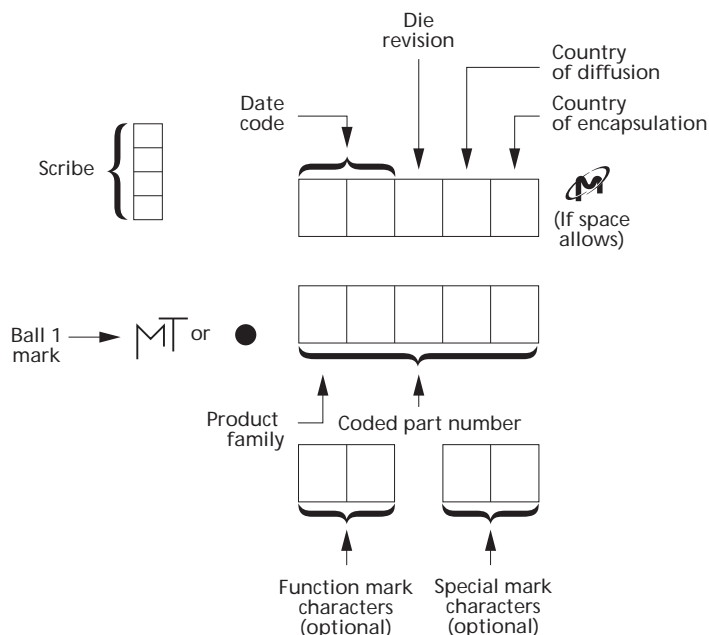 Die
revision
Country
of diffusion
Date
code
Country
of encapsulation
Scribe
M
(If space
allows)
Ball 1
mark
MT or
Product
family
Coded part number
Function mark
characters
(optional)
Special mark
characters
(optional)